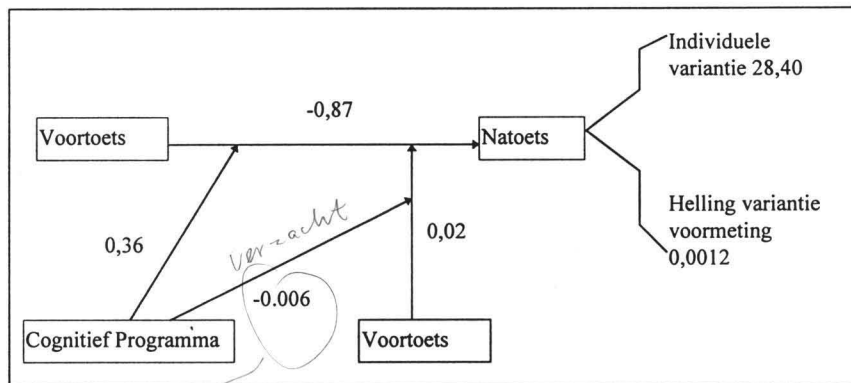 Individuele
variantie 28,40
-0,87
Voortoets
Natoets
verzacht
0,36
0,02
Helling variantie
voormeting
0,0012
-0.006
Cognitief Programma
Voortoets